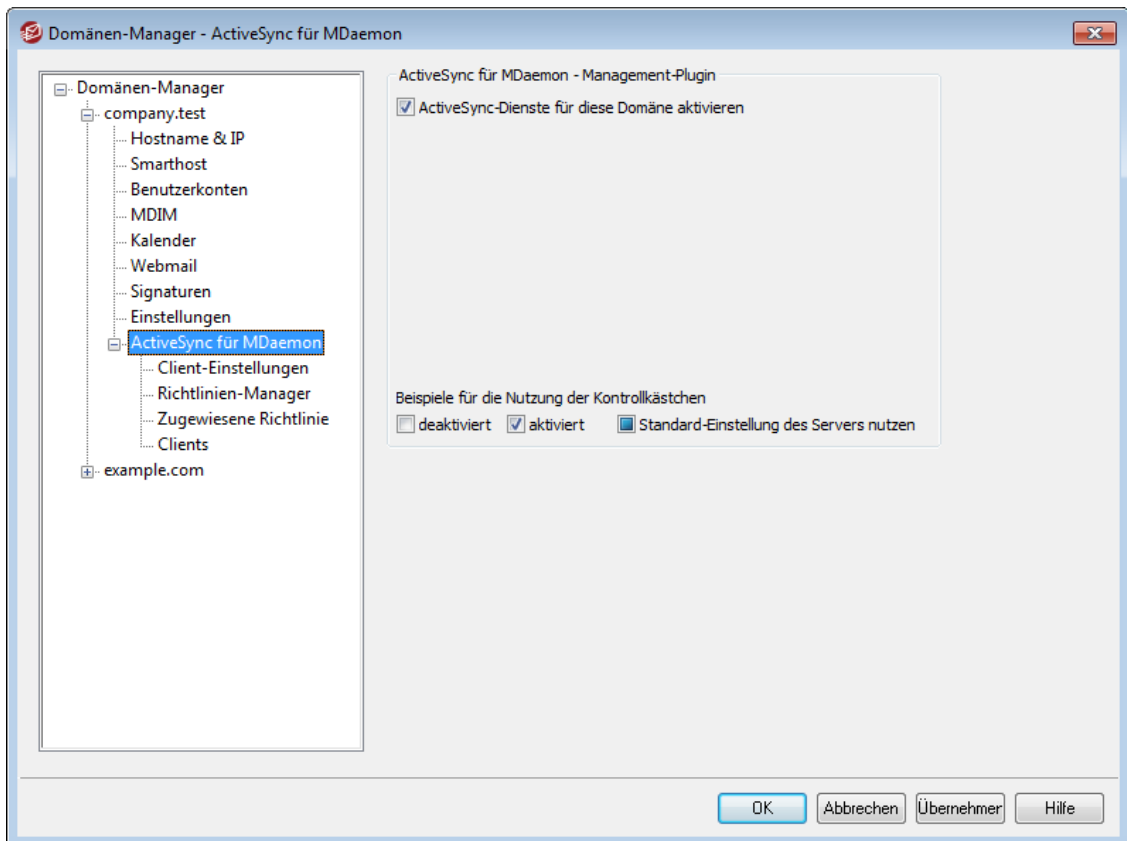 Domänen-Manager - ActiveSync für MDaemon
Domänen-Manager
company.test
Hostname & IP
Smarthost
Benutzerkonten
MDIM
Kalender
Webmail
Signaturen
Einstellungen
ActiveSync für MDaemon
Client-Einstellungen
Richtlinien-Manager
Zugewiesene Richtlinie
Clients
example.com
ActiveSync für MDaemon - Management-Plugin
ActiveSync-Dienste für diese Domäne aktivieren
Beispiele für die Nutzung der Kontrollkästchen
deaktiviert aktiviert Standard-Einstellung des Servers nutzen
OK Abbrechen Übernehmer Hilfe